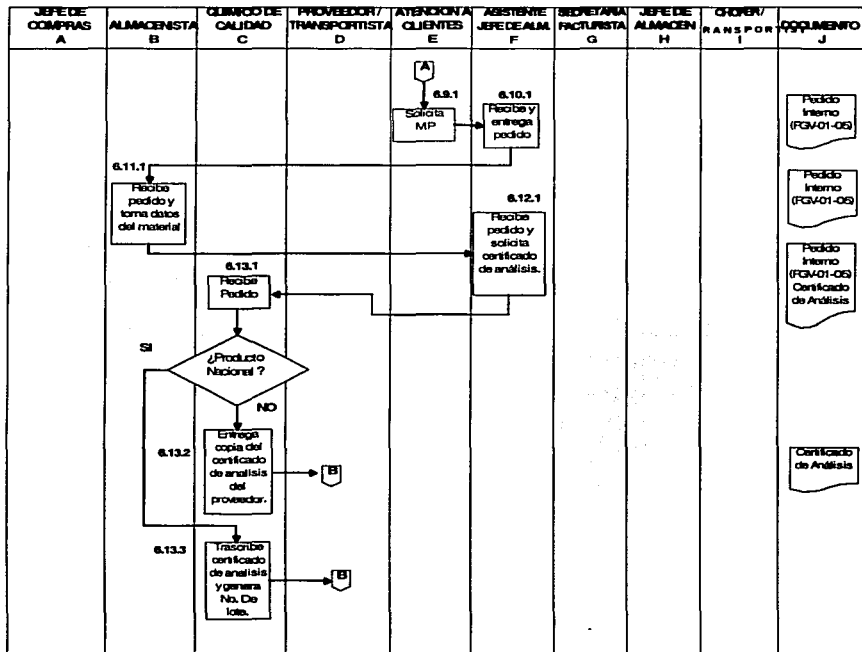 JEFE DE
COMPRAS
A
ALMACENISTA
B
QUIMICO DE
CALIDAD
C
PROVEEDOR /
TRANSPORTISTA
D
ATENCION A
CLIENTES
E
ASISTENTE
JEFE DE ALM.
F
SECRETARIA
FACTURISTA
G
JEFE DE
ALMACEN
H
CHOFER/
RANSPORTIST
I
DOCUMENTO
J
A
6.9.1
Solicita
MP
6.10.1
Recibe y
entrega
pedido
Pedido
Interno
(FGV-01-05)
6.11.1
Recibe
pedido y
toma datos
del material
Pedido
Interno
(FGV-01-05)
6.12.1
Recibe
pedido y
solicita
certificado
de análisis.
Pedido
Interno
(FGV-01-05)
Certificado
de Análisis
6.13.1
Recibe
Pedido
SI
¿Producto
Nacional ?
NO
6.13.2
Entrega
copia del
certificado
de analisis
del
proveedor.
B
Certificado
de Análisis
6.13.3
Trascribe
certificado
de analisis
y genera
No. De
lote.
B